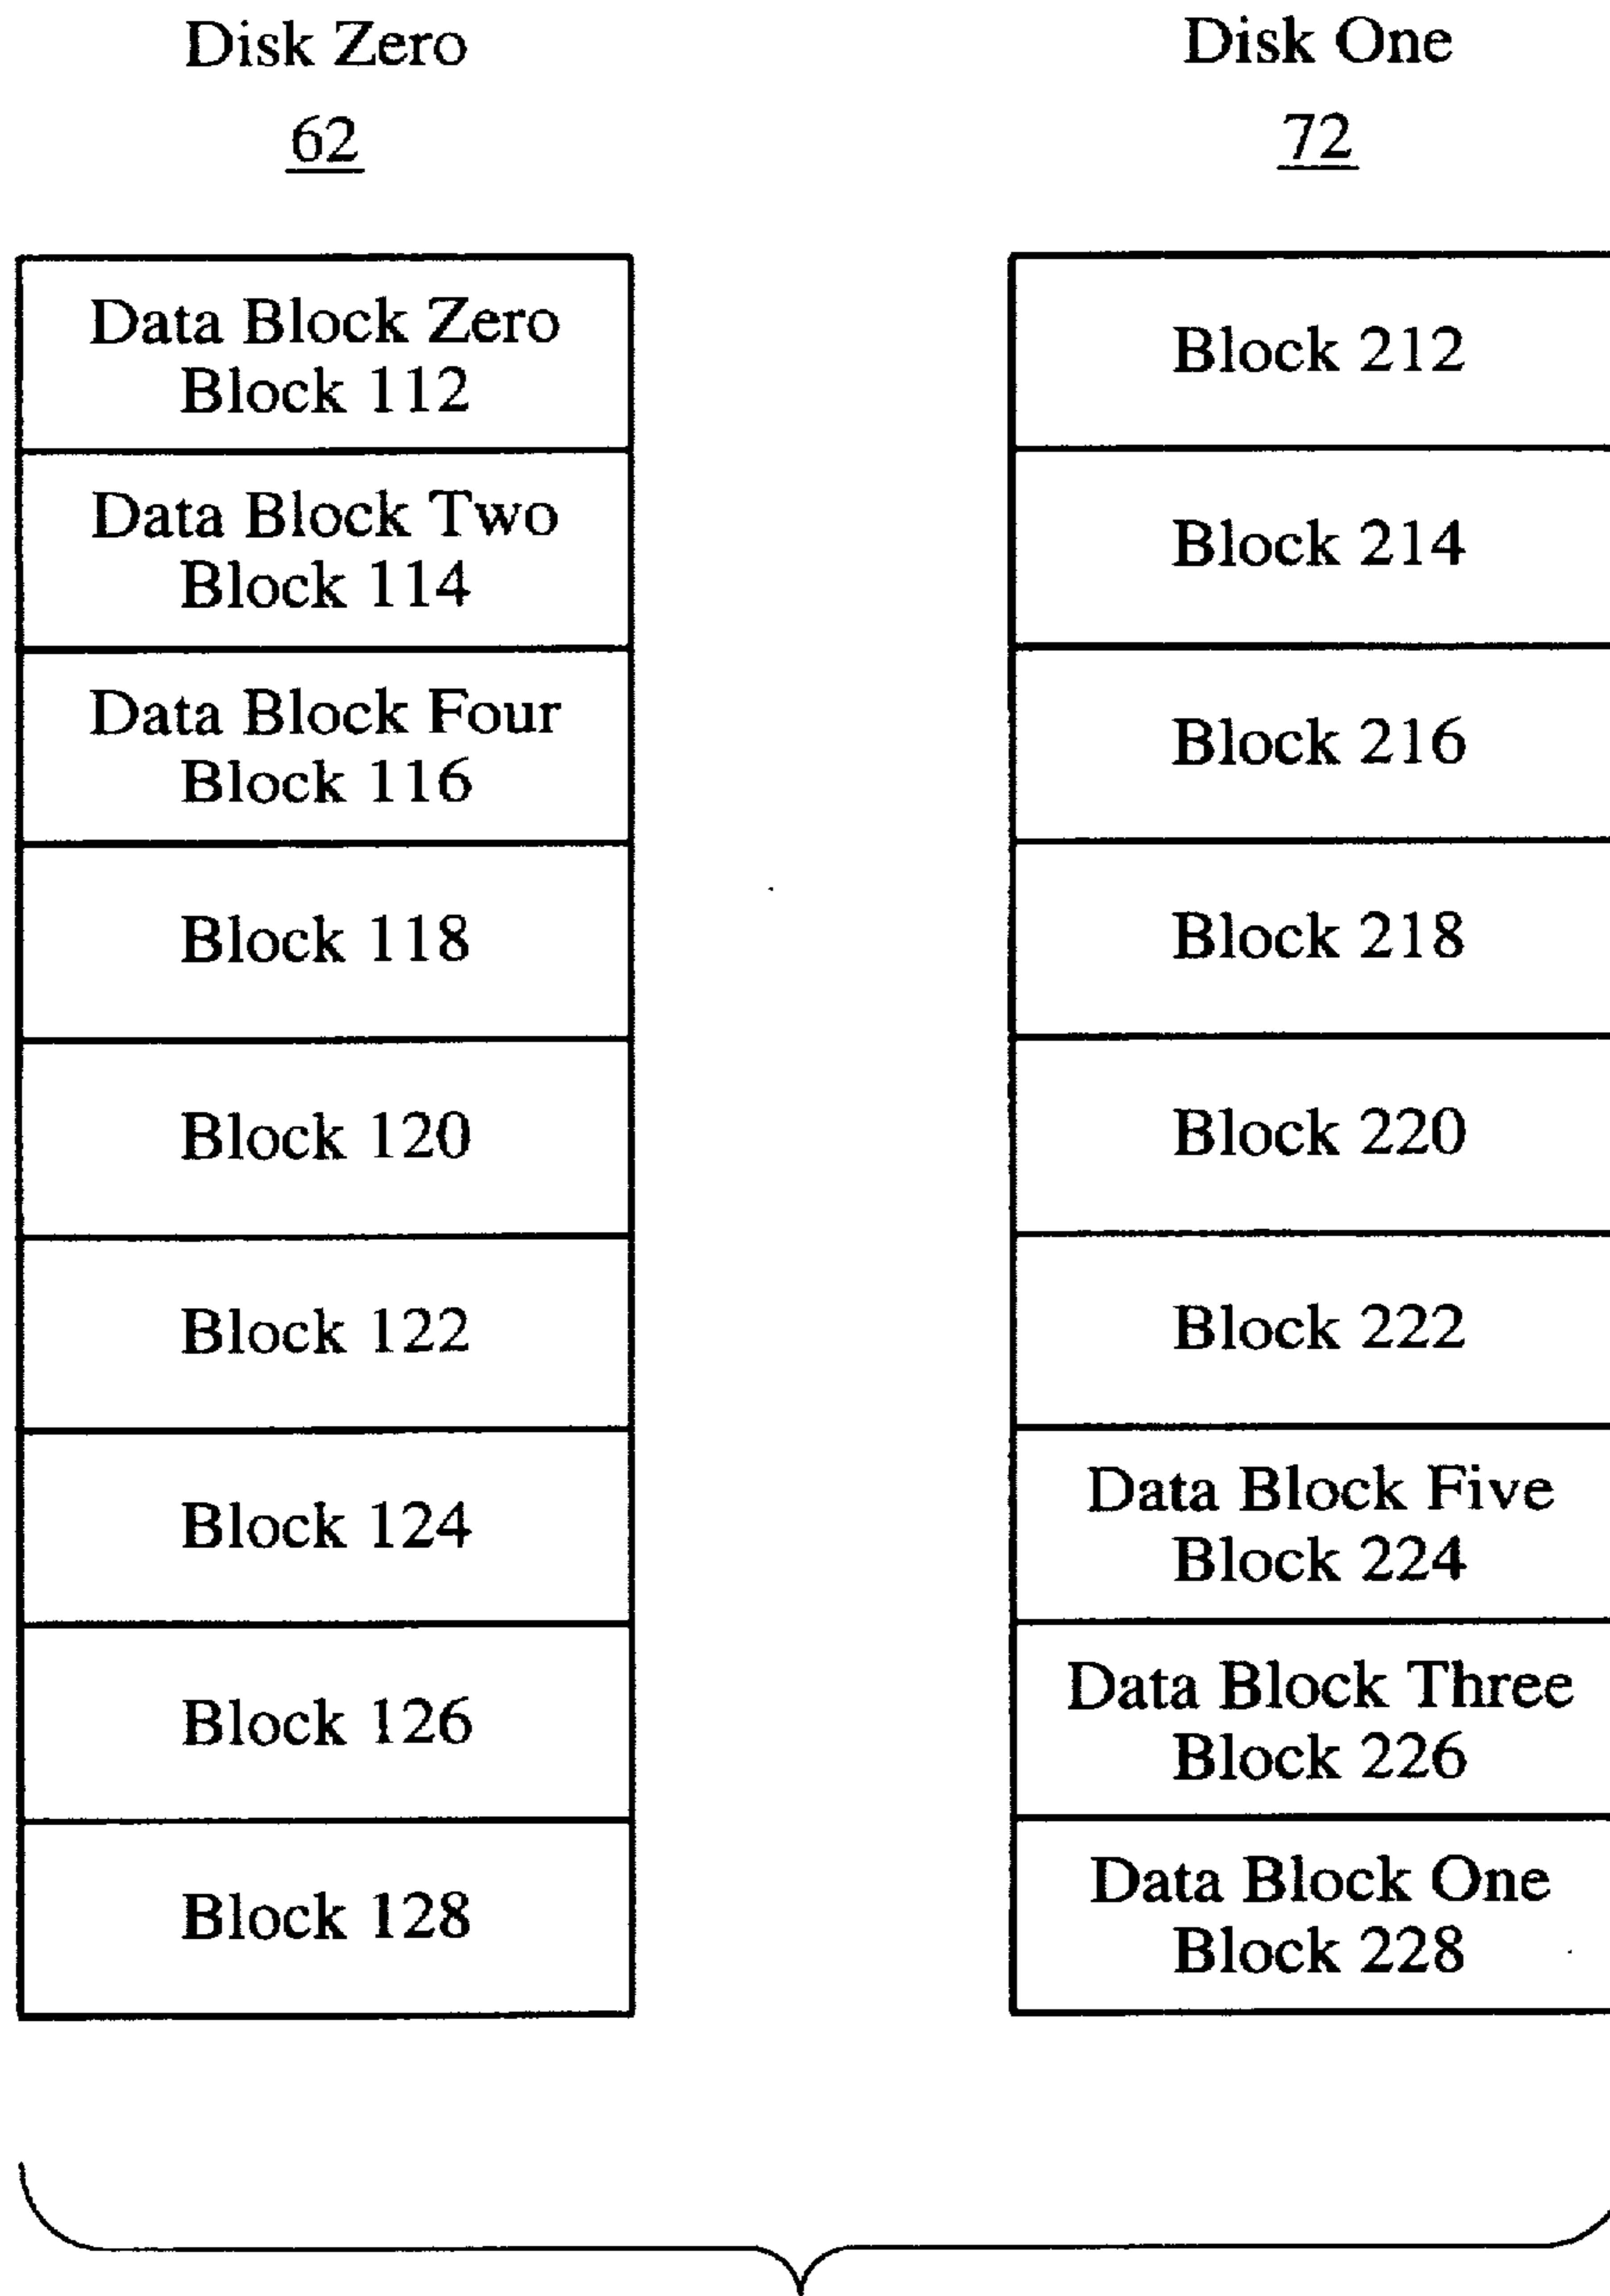 Disk Zero
62
Data Block Zero
Block 112
Data Block Two
Block 114
Data Block Four
Block 116
Block 118
Block 120
Block 122
Block 124
Block 126
Block 128
Disk One
72
Block 212
Block 214
Block 216
Block 218
Block 220
Block 222
Data Block Five
Block 224
Data Block Three
Block 226
Data Block One
Block 228